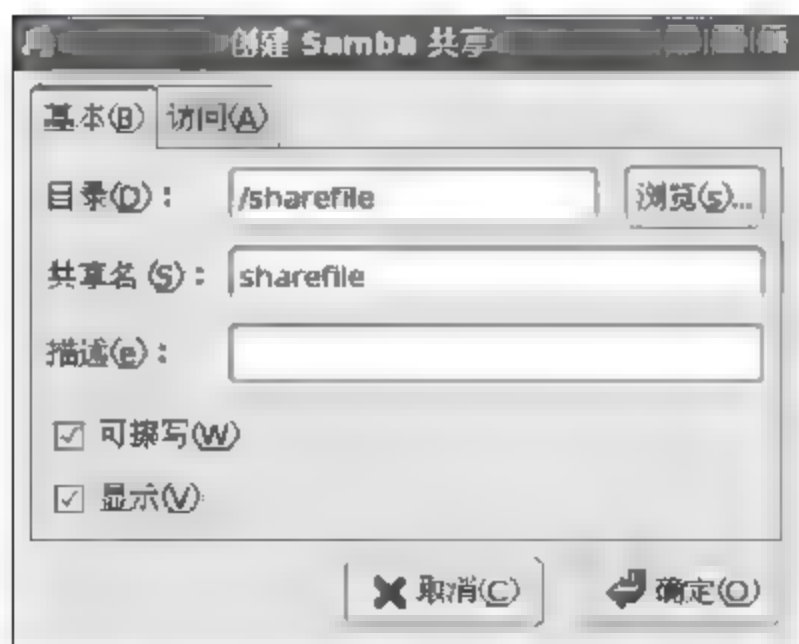 创建 Samba 共享
基本(B) 访问(A)
目录(D)： /sharefile 浏览(s)...
共享名(S)： sharefile
描述(e)：
可擦写(W)
显示(V)
取消(C) 确定(O)